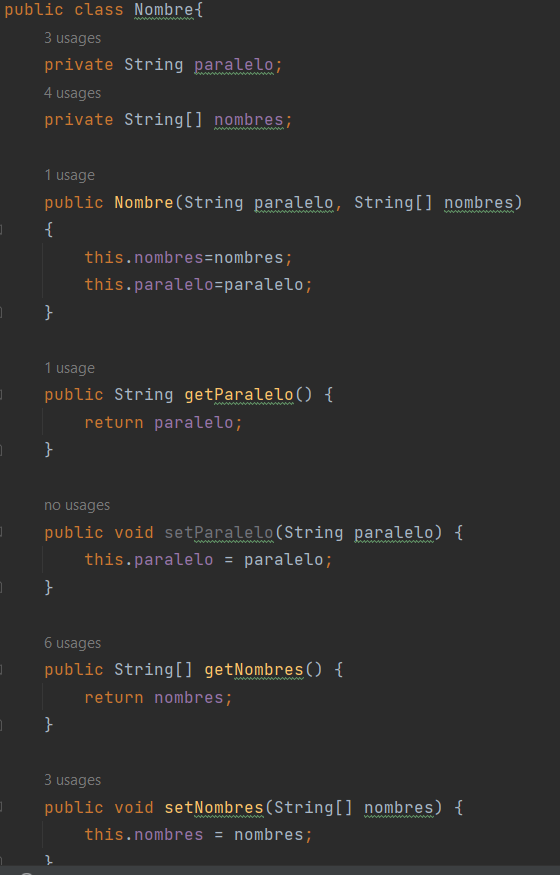 public class Nombre{
3 usages
private String paralelo;
4 usages
private String[] nombres;
1 usage
public Nombre(String paralelo, String[] nombres)
{
this.nombres=nombres;
this.paralelo=paralelo;
}
1 usage
public String getParalelo() {
return paralelo;
}
no usages
public void setParalelo(String paralelo) {
this.paralelo = paralelo;
}
6 usages
public String[] getNombres() {
return nombres;
}
3 usages
public void setNombres(String[] nombres) {
this.nombres = nombres;
}